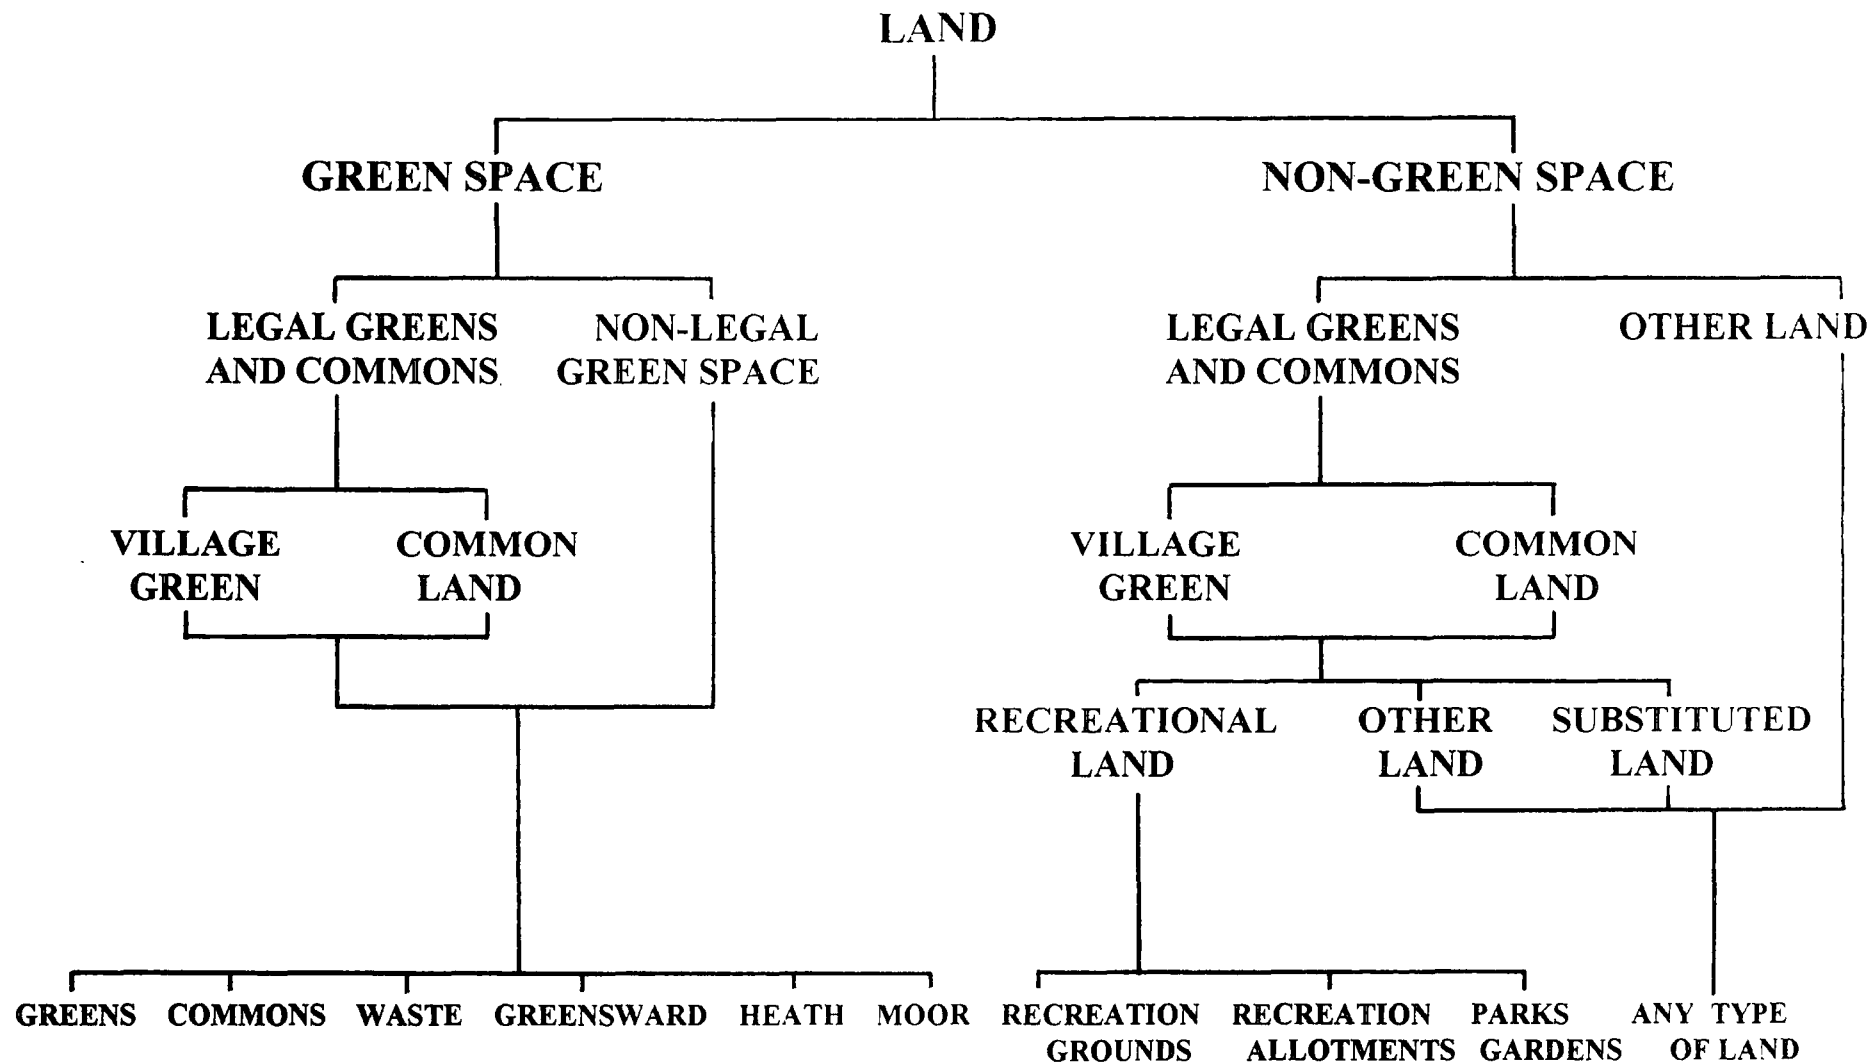 LAND
GREEN SPACE
NON-GREEN SPACE
LEGAL GREENS
AND COMMONS
NON-LEGAL
GREEN SPACE
LEGAL GREENS
AND COMMONS
OTHER LAND
VILLAGE
GREEN
COMMON
LAND
VILLAGE
GREEN
COMMON
LAND
RECREATIONAL
LAND
OTHER
LAND
SUBSTITUTED
LAND
GREENS
COMMONS
WASTE
GREENSWARD
HEATH
MOOR
RECREATION
GROUNDS
RECREATION
ALLOTMENTS
PARKS
GARDENS
ANY TYPE
OF LAND